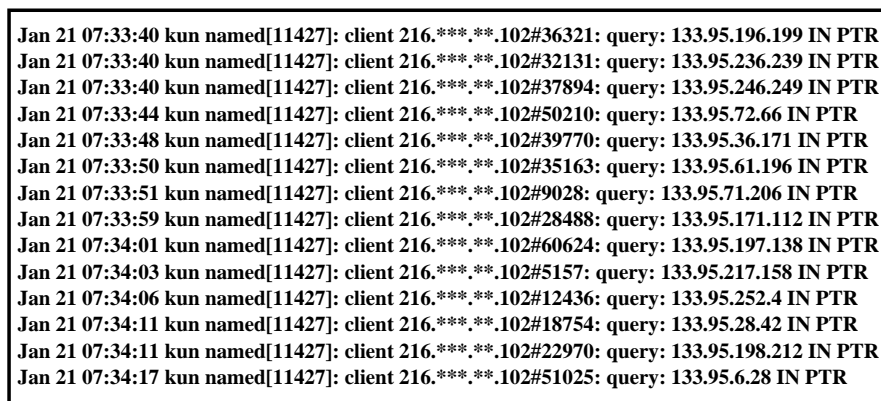 Jan 21 07:33:40 kun named[11427]: client 216.***.**.102#36321: query: 133.95.196.199 IN PTR
Jan 21 07:33:40 kun named[11427]: client 216.***.**.102#32131: query: 133.95.236.239 IN PTR
Jan 21 07:33:40 kun named[11427]: client 216.***.**.102#37894: query: 133.95.246.249 IN PTR
Jan 21 07:33:44 kun named[11427]: client 216.***.**.102#50210: query: 133.95.72.66 IN PTR
Jan 21 07:33:48 kun named[11427]: client 216.***.**.102#39770: query: 133.95.36.171 IN PTR
Jan 21 07:33:50 kun named[11427]: client 216.***.**.102#35163: query: 133.95.61.196 IN PTR
Jan 21 07:33:51 kun named[11427]: client 216.***.**.102#9028: query: 133.95.71.206 IN PTR
Jan 21 07:33:59 kun named[11427]: client 216.***.**.102#28488: query: 133.95.171.112 IN PTR
Jan 21 07:34:01 kun named[11427]: client 216.***.**.102#60624: query: 133.95.197.138 IN PTR
Jan 21 07:34:03 kun named[11427]: client 216.***.**.102#5157: query: 133.95.217.158 IN PTR
Jan 21 07:34:06 kun named[11427]: client 216.***.**.102#12436: query: 133.95.252.4 IN PTR
Jan 21 07:34:11 kun named[11427]: client 216.***.**.102#18754: query: 133.95.28.42 IN PTR
Jan 21 07:34:11 kun named[11427]: client 216.***.**.102#22970: query: 133.95.198.212 IN PTR
Jan 21 07:34:17 kun named[11427]: client 216.***.**.102#51025: query: 133.95.6.28 IN PTR